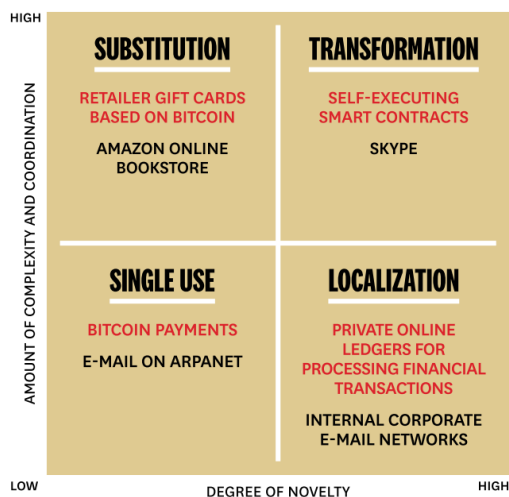 HIGH
SUBSTITUTION
RETAILER GIFT CARDS
BASED ON BITCOIN
AMAZON ONLINE
BOOKSTORE
TRANSFORMATION
SELF-EXECUTING
SMART CONTRACTS
SKYPE
AMOUNT OF COMPLEXITY AND COORDINATION
SINGLE USE
BITCOIN PAYMENTS
E-MAIL ON ARPANET
LOCALIZATION
PRIVATE ONLINE
LEDGERS FOR
PROCESSING FINANCIAL
TRANSACTIONS
INTERNAL CORPORATE
E-MAIL NETWORKS
LOW
DEGREE OF NOVELTY
HIGH